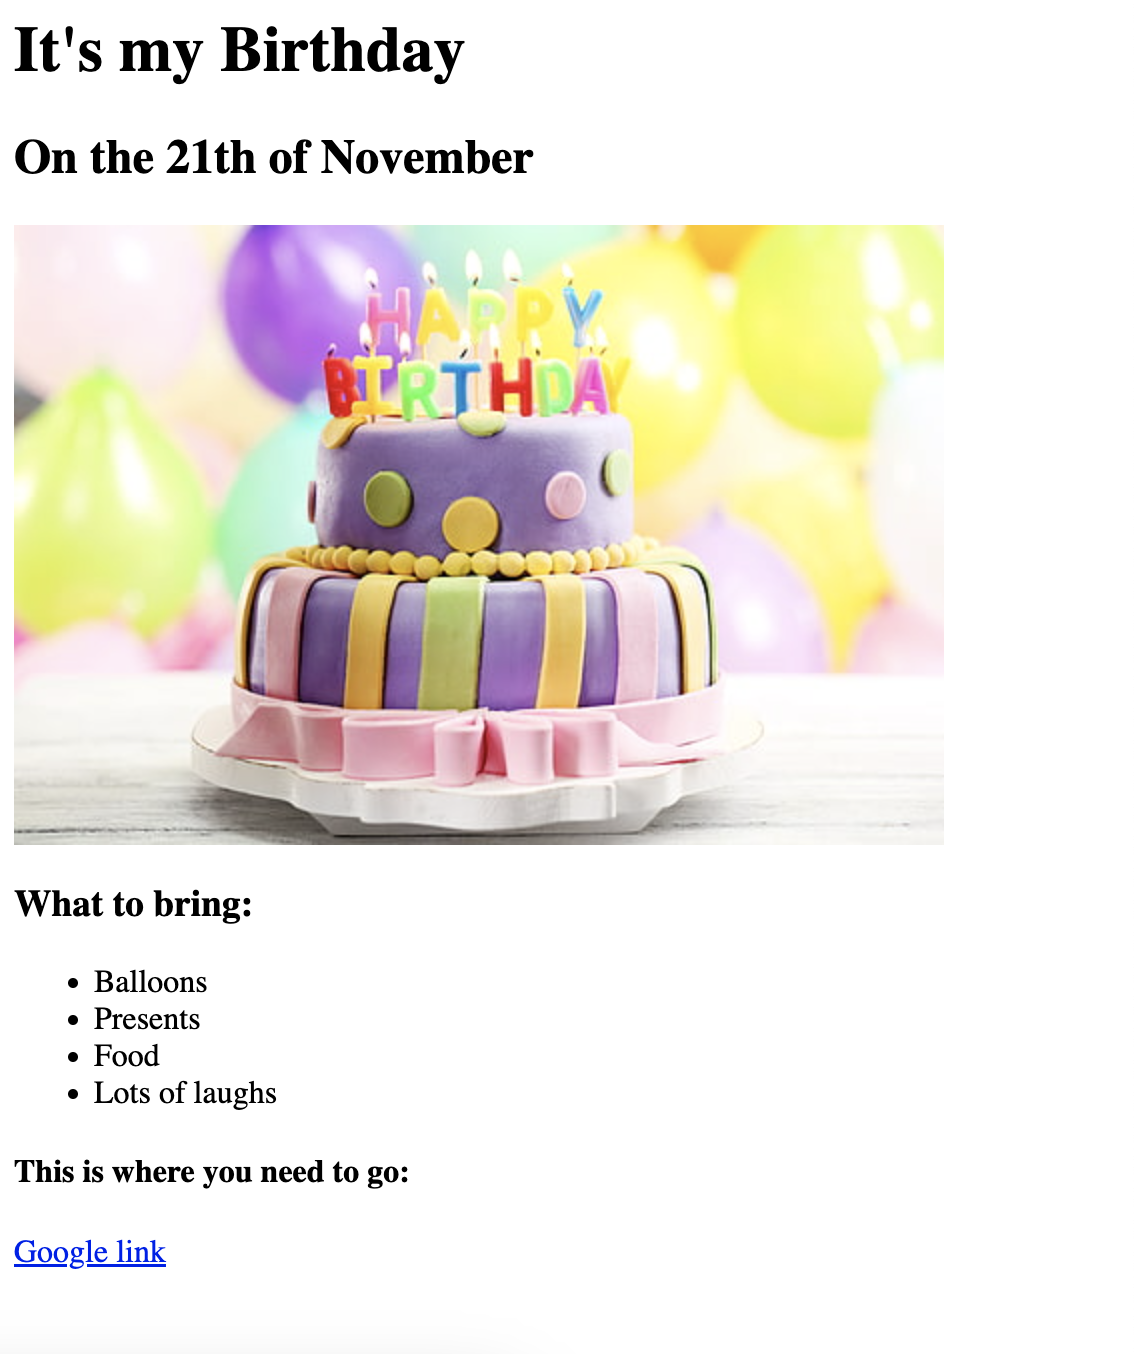 It's my Birthday
On the 21th of November
HAPPY
BIRTHDAY
What to bring:
Balloons
Presents
Food
Lots of laughs
This is where you need to go:
Google link